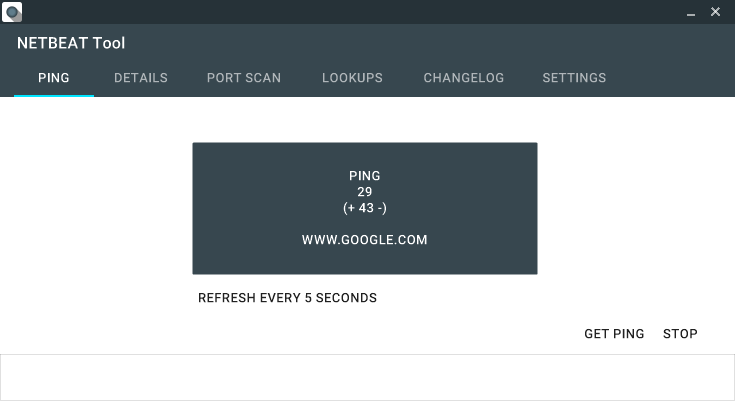 NETBEAT Tool
PING DETAILS PORT SCAN LOOKUPS CHANGELOG SETTINGS
PING
29
(+ 43 -)
WWW.GOOGLE.COM
REFRESH EVERY 5 SECONDS
GET PING STOP